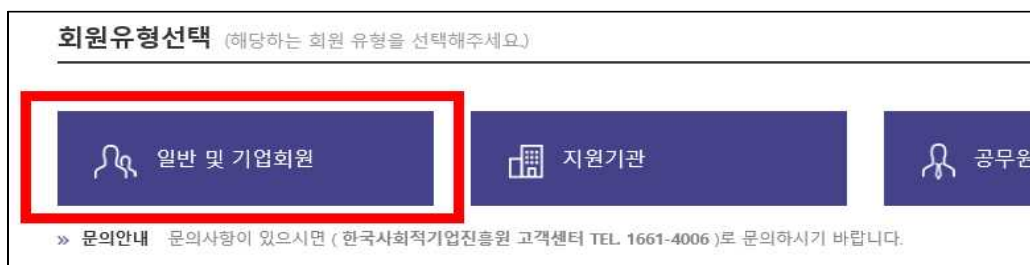 회원유형선택 (해당하는 회원 유형을 선택해주세요.)
일반 및 기업회원 지원기관 공무원
» 문의안내 문의사항이 있으시면 ( 한국사회적기업진흥원 고객센터 TEL. 1661-4006 )로 문의하시기 바랍니다.